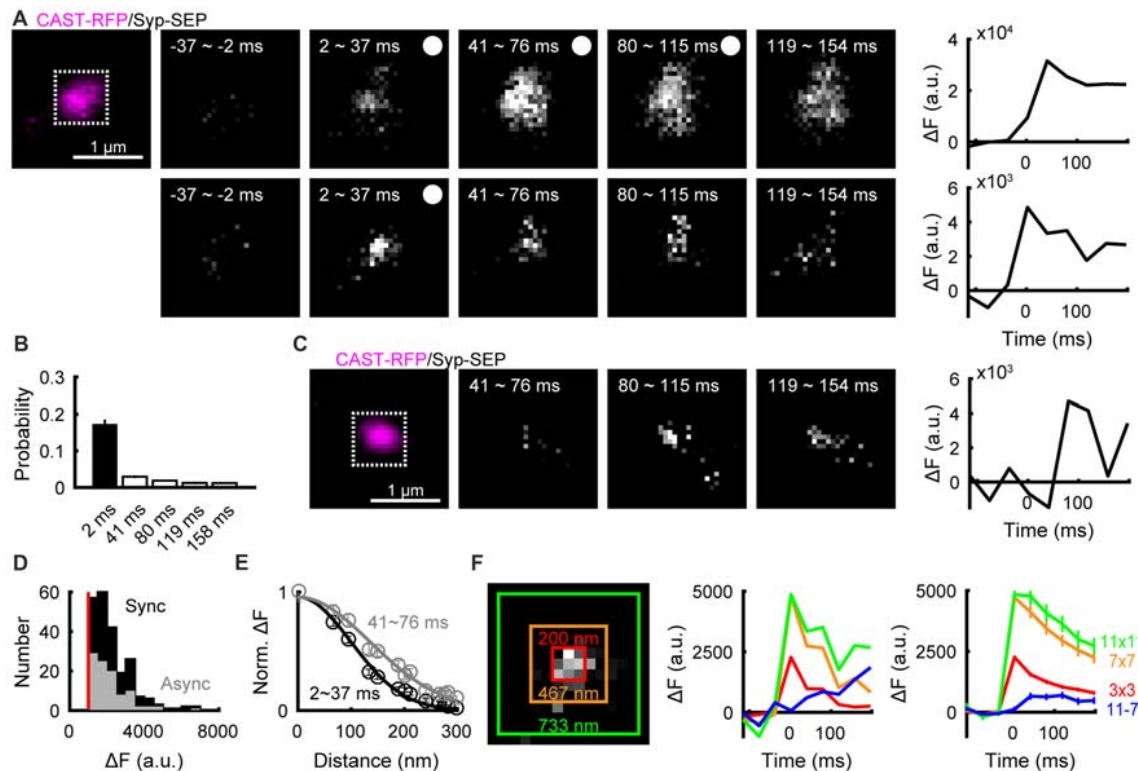 A CAST-RFP/Syp-SEP
-37 ~ -2 ms
2 ~ 37 ms
41 ~ 76 ms
80 ~ 115 ms
119 ~ 154 ms
1 µm
x10⁴
4
2
0
ΔF (a.u.)
0 100
-37 ~ -2 ms
2 ~ 37 ms
41 ~ 76 ms
80 ~ 115 ms
119 ~ 154 ms
x10³
6
4
2
0
ΔF (a.u.)
0 100
Time (ms)
B
0.3
0.2
0.1
0
Probability
2 ms
41 ms
80 ms
119 ms
158 ms
C
CAST-RFP/Syp-SEP
1 µm
41 ~ 76 ms
80 ~ 115 ms
119 ~ 154 ms
x10³
6
4
2
0
ΔF (a.u.)
0 100
Time (ms)
D
60
40
20
0
Number
Sync
Async
0 4000 8000
ΔF (a.u.)
E
1
0
Norm. ΔF
41~76 ms
2~37 ms
0 100 200 300
Distance (nm)
F
200 nm
467 nm
733 nm
5000
2500
0
ΔF (a.u.)
0 100
Time (ms)
5000
2500
0
ΔF (a.u.)
0 100
Time (ms)
11x11
7x7
3x3
11-7